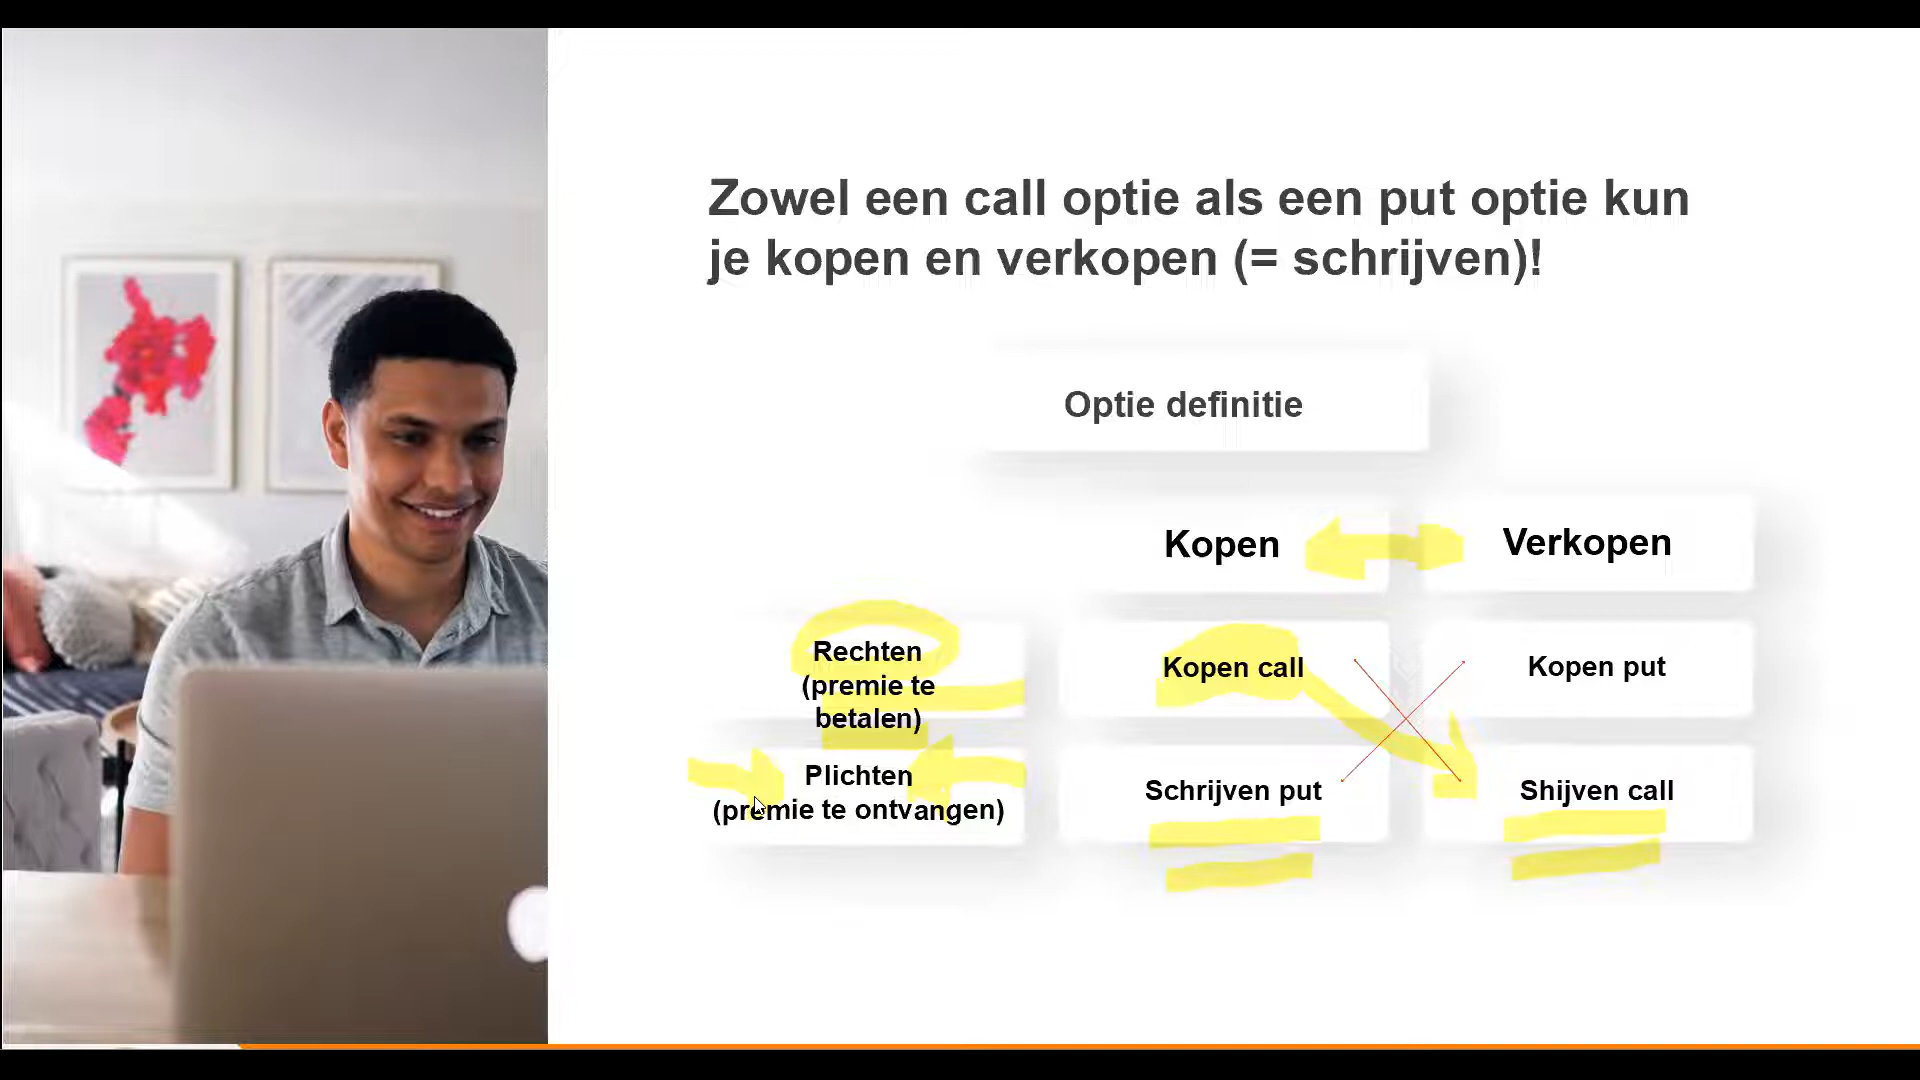 Zowel een call optie als een put optie kun
je kopen en verkopen (= schrijven)!
Optie definitie
Kopen
Verkopen
Rechten
(premie te
betalen)
Kopen call
Kopen put
Plichten
(premie te ontvangen)
Schrijven put
Shijven call